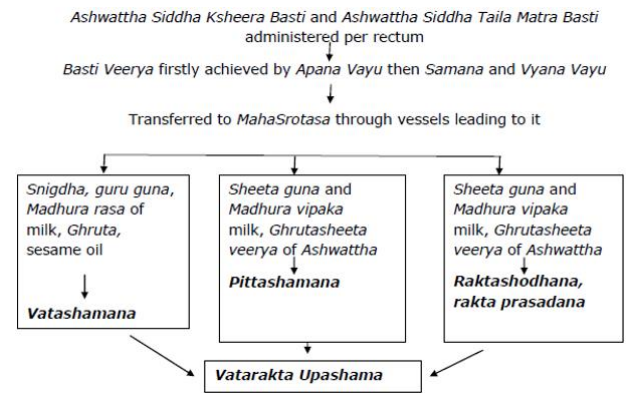 Ashwattha Siddha Ksheera Basti and Ashwattha Siddha Taila Matra Basti
administered per rectum
Basti Veerya firstly achieved by Apana Vayu then Samana and Vyana Vayu
Transferred to MahaSrotasa through vessels leading to it
Snigdha, guru guna,
Madhura rasa of
milk, Ghruta,
sesame oil
Vatashamana
Sheeta guna and
Madhura vipaka
milk, Ghrutasheeta
veerya of Ashwattha
Pittashamana
Sheeta guna and
Madhura vipaka
milk, Ghrutasheeta
veerya of Ashwattha
Raktashodhana,
rakta prasadana
Vatarakta Upashama